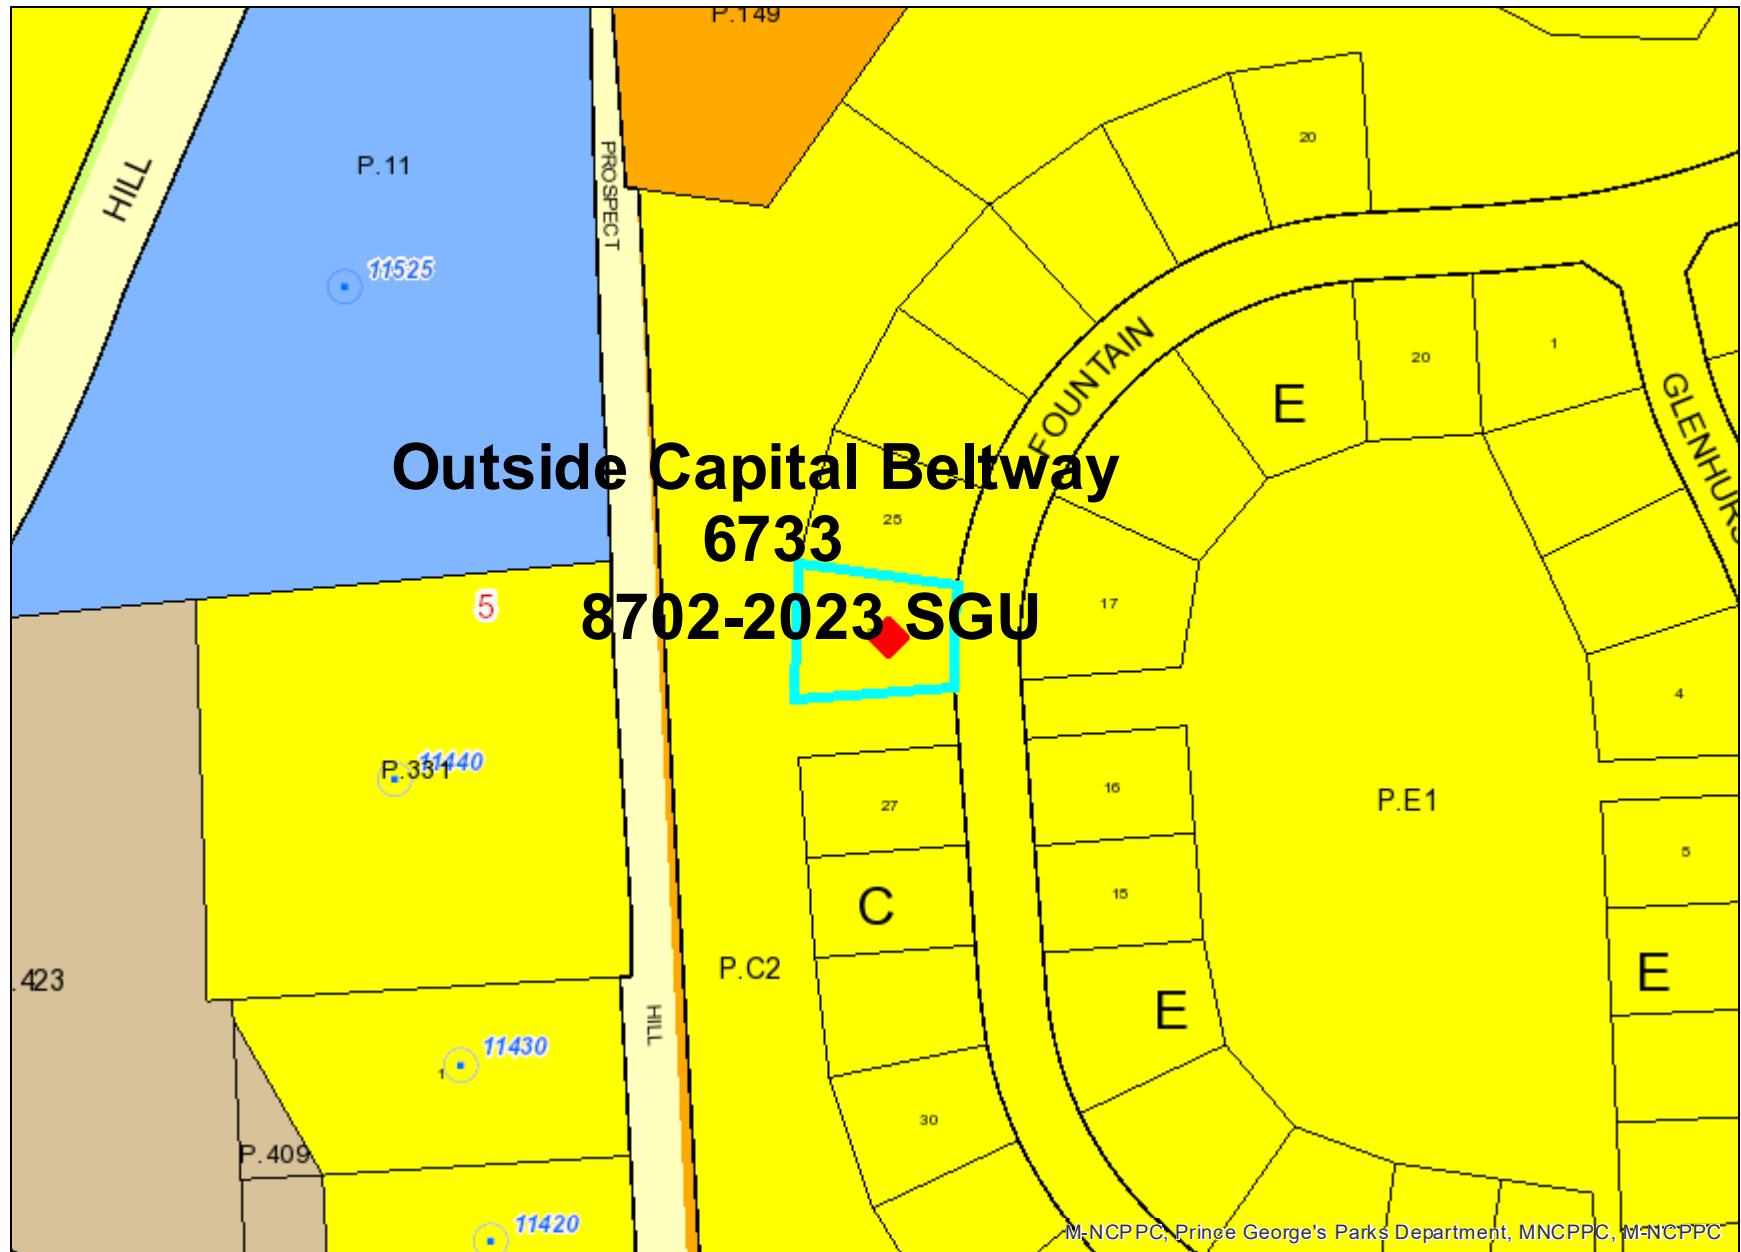 P.149
HILL
P.11
PROSPECT
20
11525
FOUNTAIN
E
20
1
GLENHURS
Outside Capital Beltway
25
6733
5
8702-2023 SGU
17
4
P.331
11440
27
16
P.E1
15
5
C
P.C2
.423
E
E
HILL
11430
1
30
P.409
11420
M-NCPPC, Prince George's Parks Department, MNCPPC, M-NCPPC